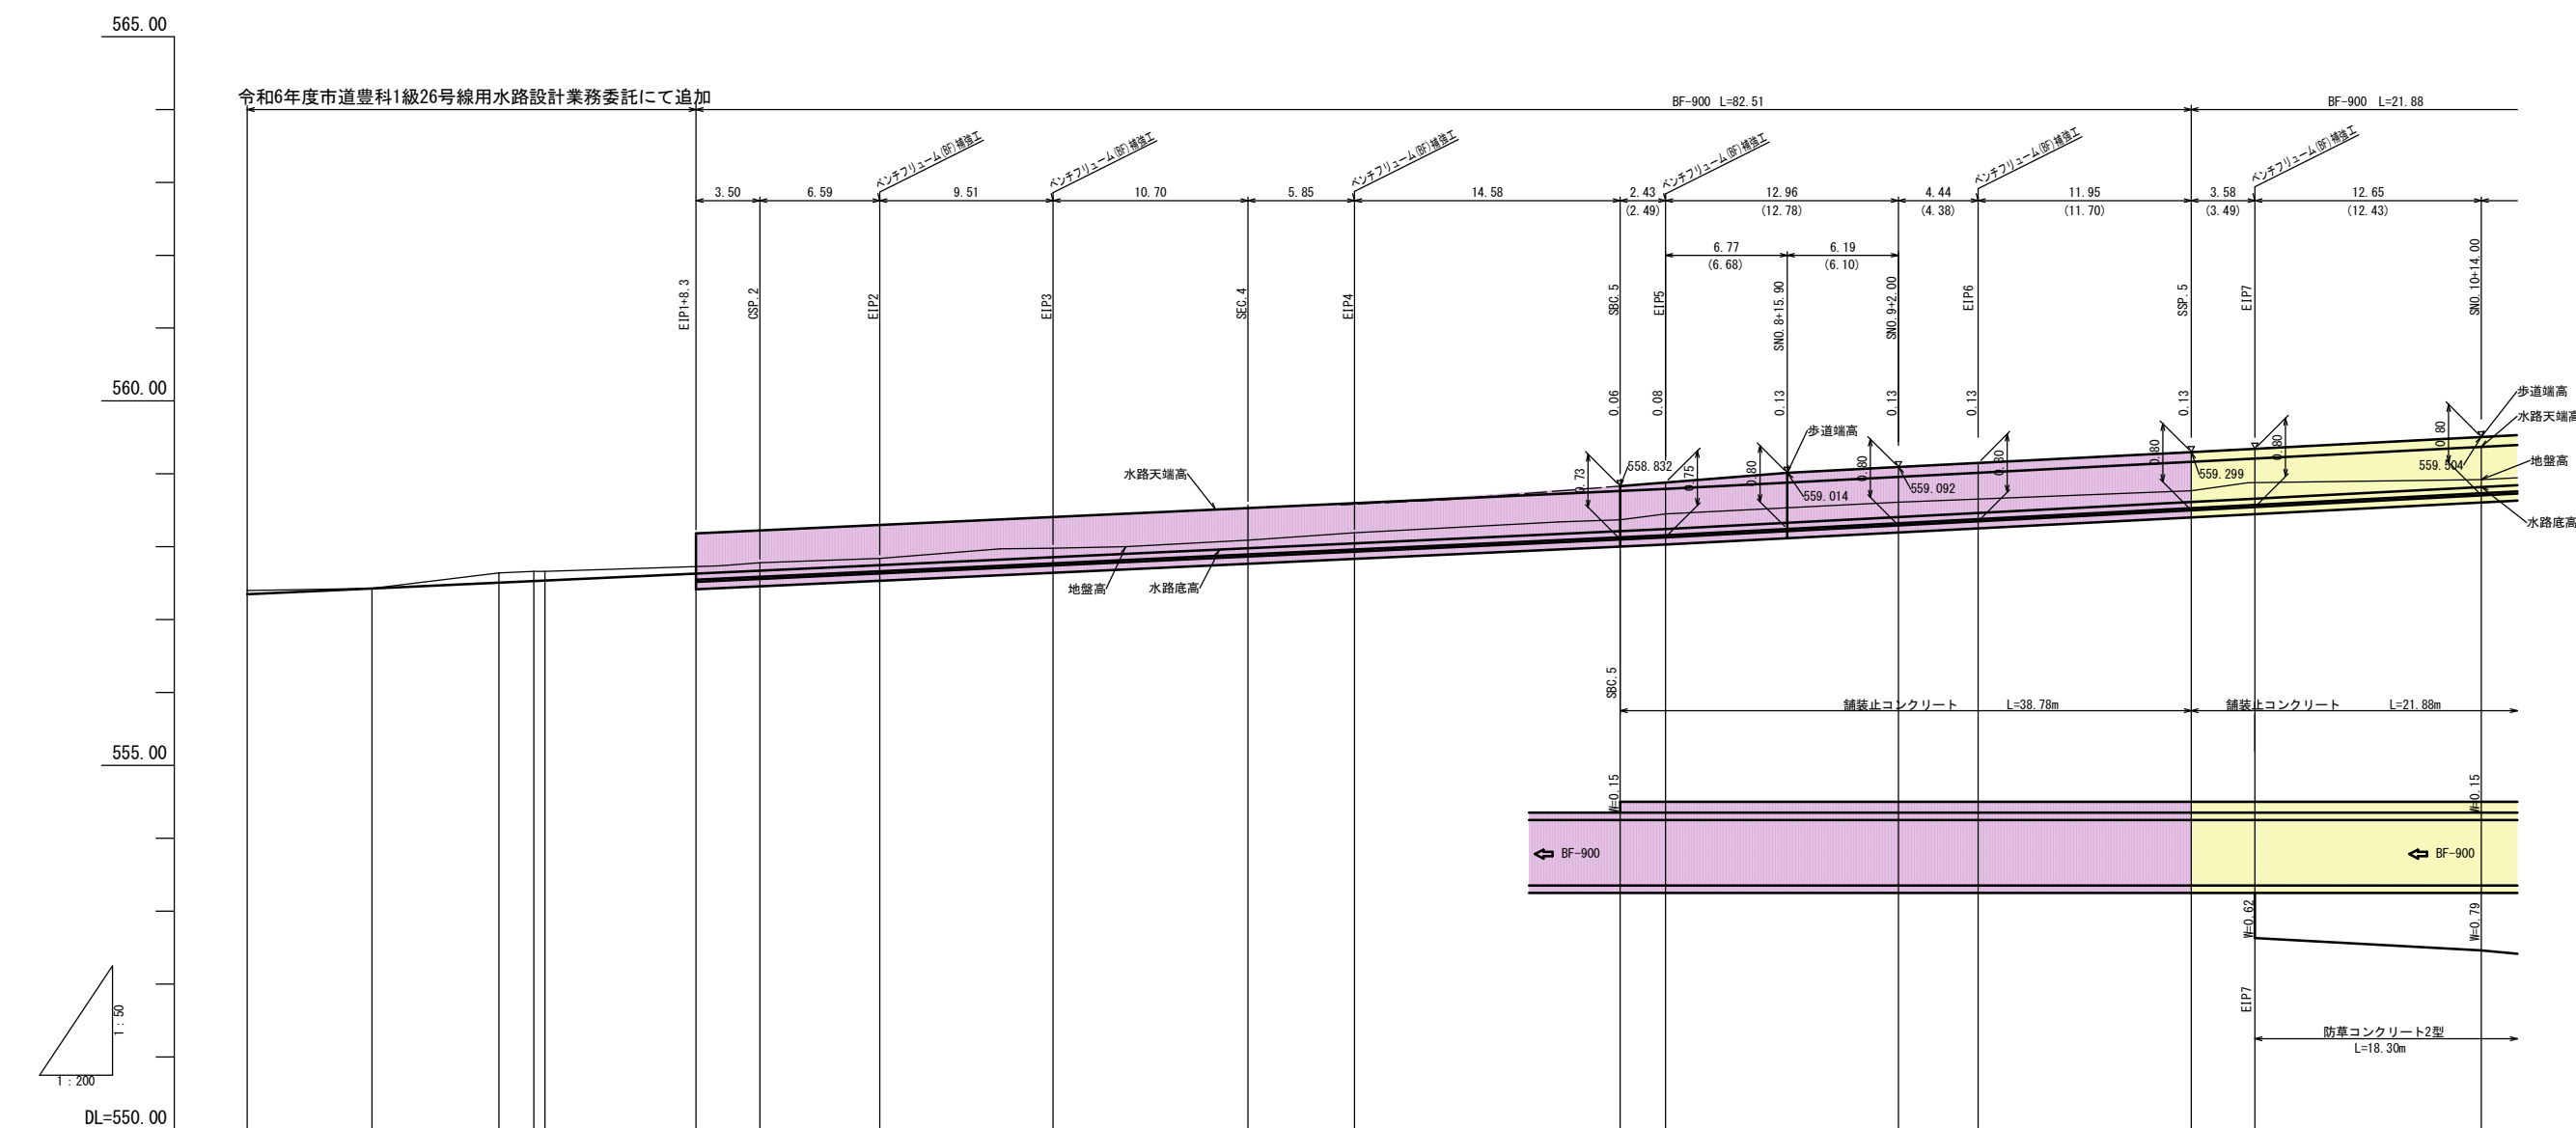 565.00
令和6年度市道豊科1級26号線用水路設計業務委託にて追加
BF-900 L=82.51
BF-900 L=21.88
ベンチフリューム(BF)補強工
ベンチフリューム(BF)補強工
ベンチフリューム(BF)補強工
ベンチフリューム(BF)補強工
ベンチフリューム(BF)補強工
ベンチフリューム(BF)補強工
3.50
6.59
9.51
10.70
5.85
14.58
2.43
(2.49)
12.96
(12.78)
4.44
(4.38)
11.95
(11.70)
3.58
(3.49)
12.65
(12.43)
6.77
(6.68)
6.19
(6.10)
EIP1+8.3
CSP.2
EIP2
EIP3
SEC.4
EIP4
SBC.5
EIP5
SNO.8+15.90
SNO.9+2.00
EIP6
SSP.5
EIP7
SNO.10+14.00
560.00
0.06
0.08
0.13
0.13
0.13
0.13
歩道端高
水路天端高
地盤高
水路底高
歩道端高
水路天端高
地盤高
水路底高
0.73
558.832
0.75
0.80
559.014
0.80
559.092
0.80
0.80
559.299
0.80
0.80
559.504
SBC.5
舗装止コンクリート L=38.78m
舗装止コンクリート L=21.88m
555.00
W=0.15
W=0.15
⇦ BF-900
⇦ BF-900
W=0.62
W=0.79
EIP7
防草コンクリート2型
L=18.30m
1:50
1:200
DL=550.00